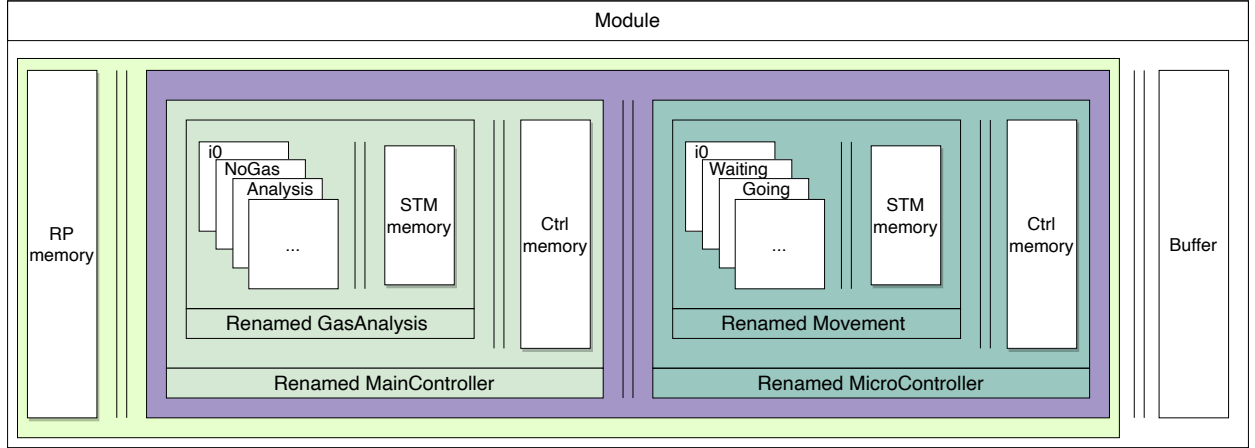 Module
RP
memory
i0
NoGas
Analysis
...
STM
memory
Renamed GasAnalysis
Ctrl
memory
Renamed MainController
i0
Waiting
Going
...
STM
memory
Renamed Movement
Ctrl
memory
Renamed MicroController
Buffer